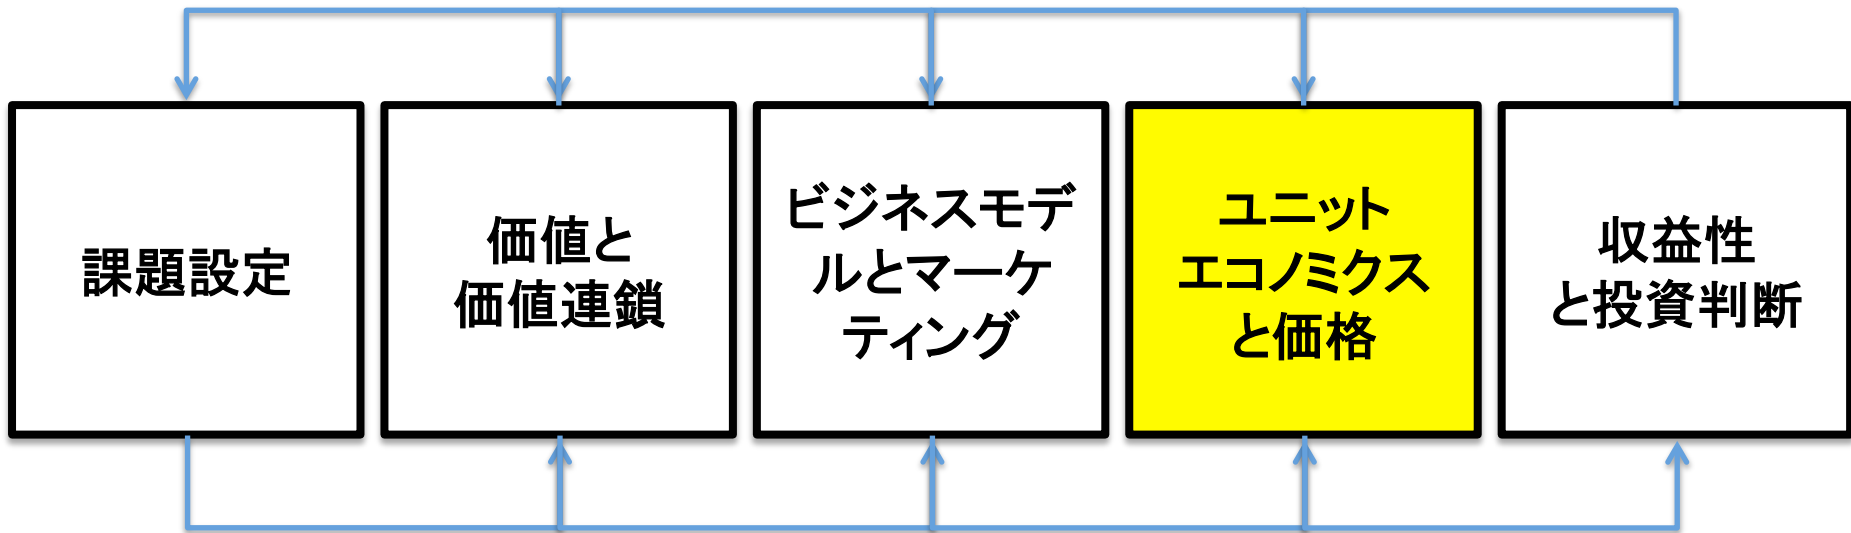 課題設定
価値と
価値連鎖
ビジネスモデ
ルとマーケ
ティング
ユニット
エコノミクス
と価格
収益性
と投資判断